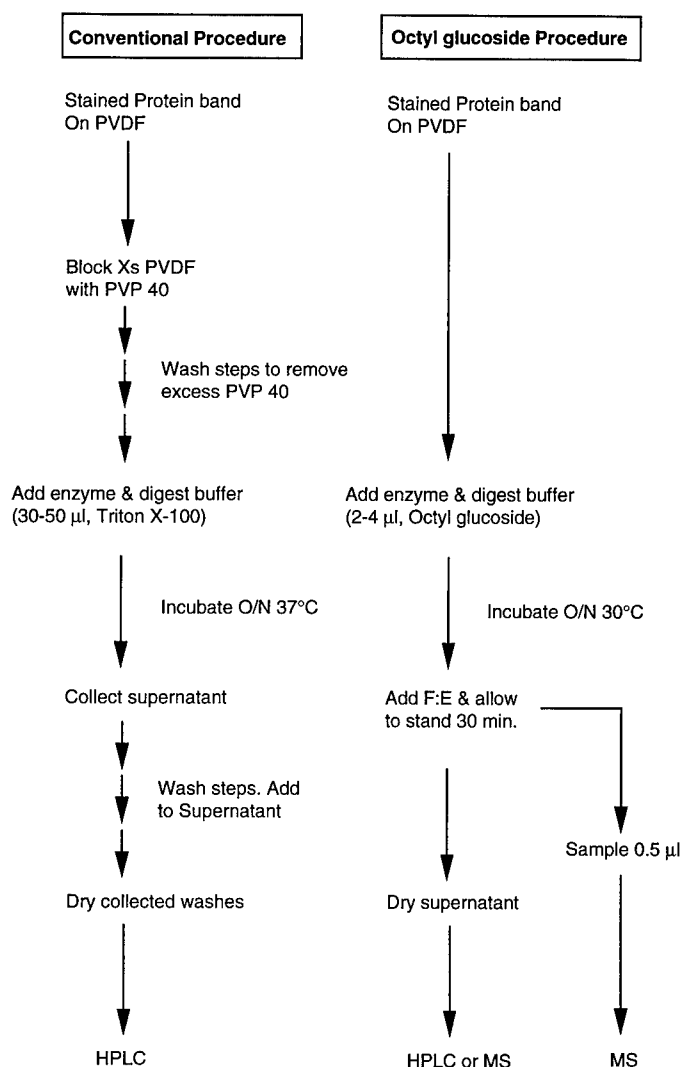 Conventional Procedure
Stained Protein band
On PVDF
Block Xs PVDF
with PVP 40
Wash steps to remove
excess PVP 40
Add enzyme & digest buffer
(30-50 µl, Triton X-100)
Incubate O/N 37°C
Collect supernatant
Wash steps. Add
to Supernatant
Dry collected washes
HPLC
Octyl glucoside Procedure
Stained Protein band
On PVDF
Add enzyme & digest buffer
(2-4 µl, Octyl glucoside)
Incubate O/N 30°C
Add F:E & allow
to stand 30 min.
Sample 0.5 µl
Dry supernatant
HPLC or MS
MS